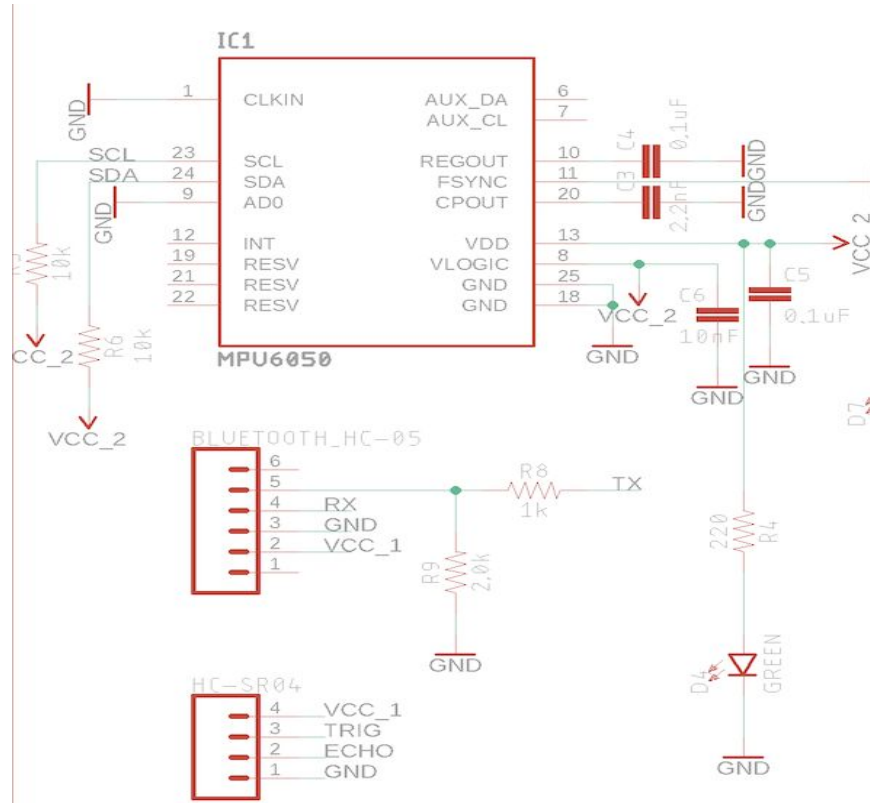 IC1
1 CLKIN
GND
SCL 23 SCL
SDA 24 SDA
9 AD0
GND
12 INT
19 RESV
21 RESV
22 RESV
AUX_DA 6
AUX_CL 7
REGOUT 10
FSYNC 11
CPOUT 20
VDD 13
VLOGIC 8
GND 25
GND 18
MPU6050
C4 0.1uF
GND
C3 2.2nF
GND
VCC_2
C5
0.1uF
GND
C6
10nF
GND
VCC_2
GND
10k
CC_2
R6
10k
VCC_2
D7
BLUETOOTH_HC-05
6
5
4 RX
3 GND
2 VCC_1
1
R8
1k
TX
R9
2.0k
GND
220
R4
D4
GREEN
GND
HC-SR04
4 VCC_1
3 TRIG
2 ECHO
1 GND